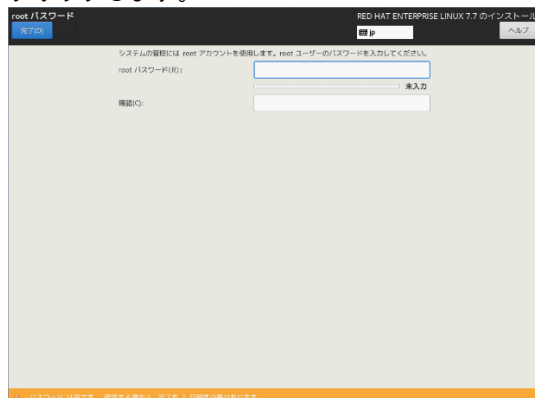 root パスワード
RED HAT ENTERPRISE LINUX 7.7 のインストール
完了(D)
jp
ヘルプ
システムの管理には root アカウントを使用します。root ユーザーのパスワードを入力してください。
root パスワード(R):
未入力
確認(C):